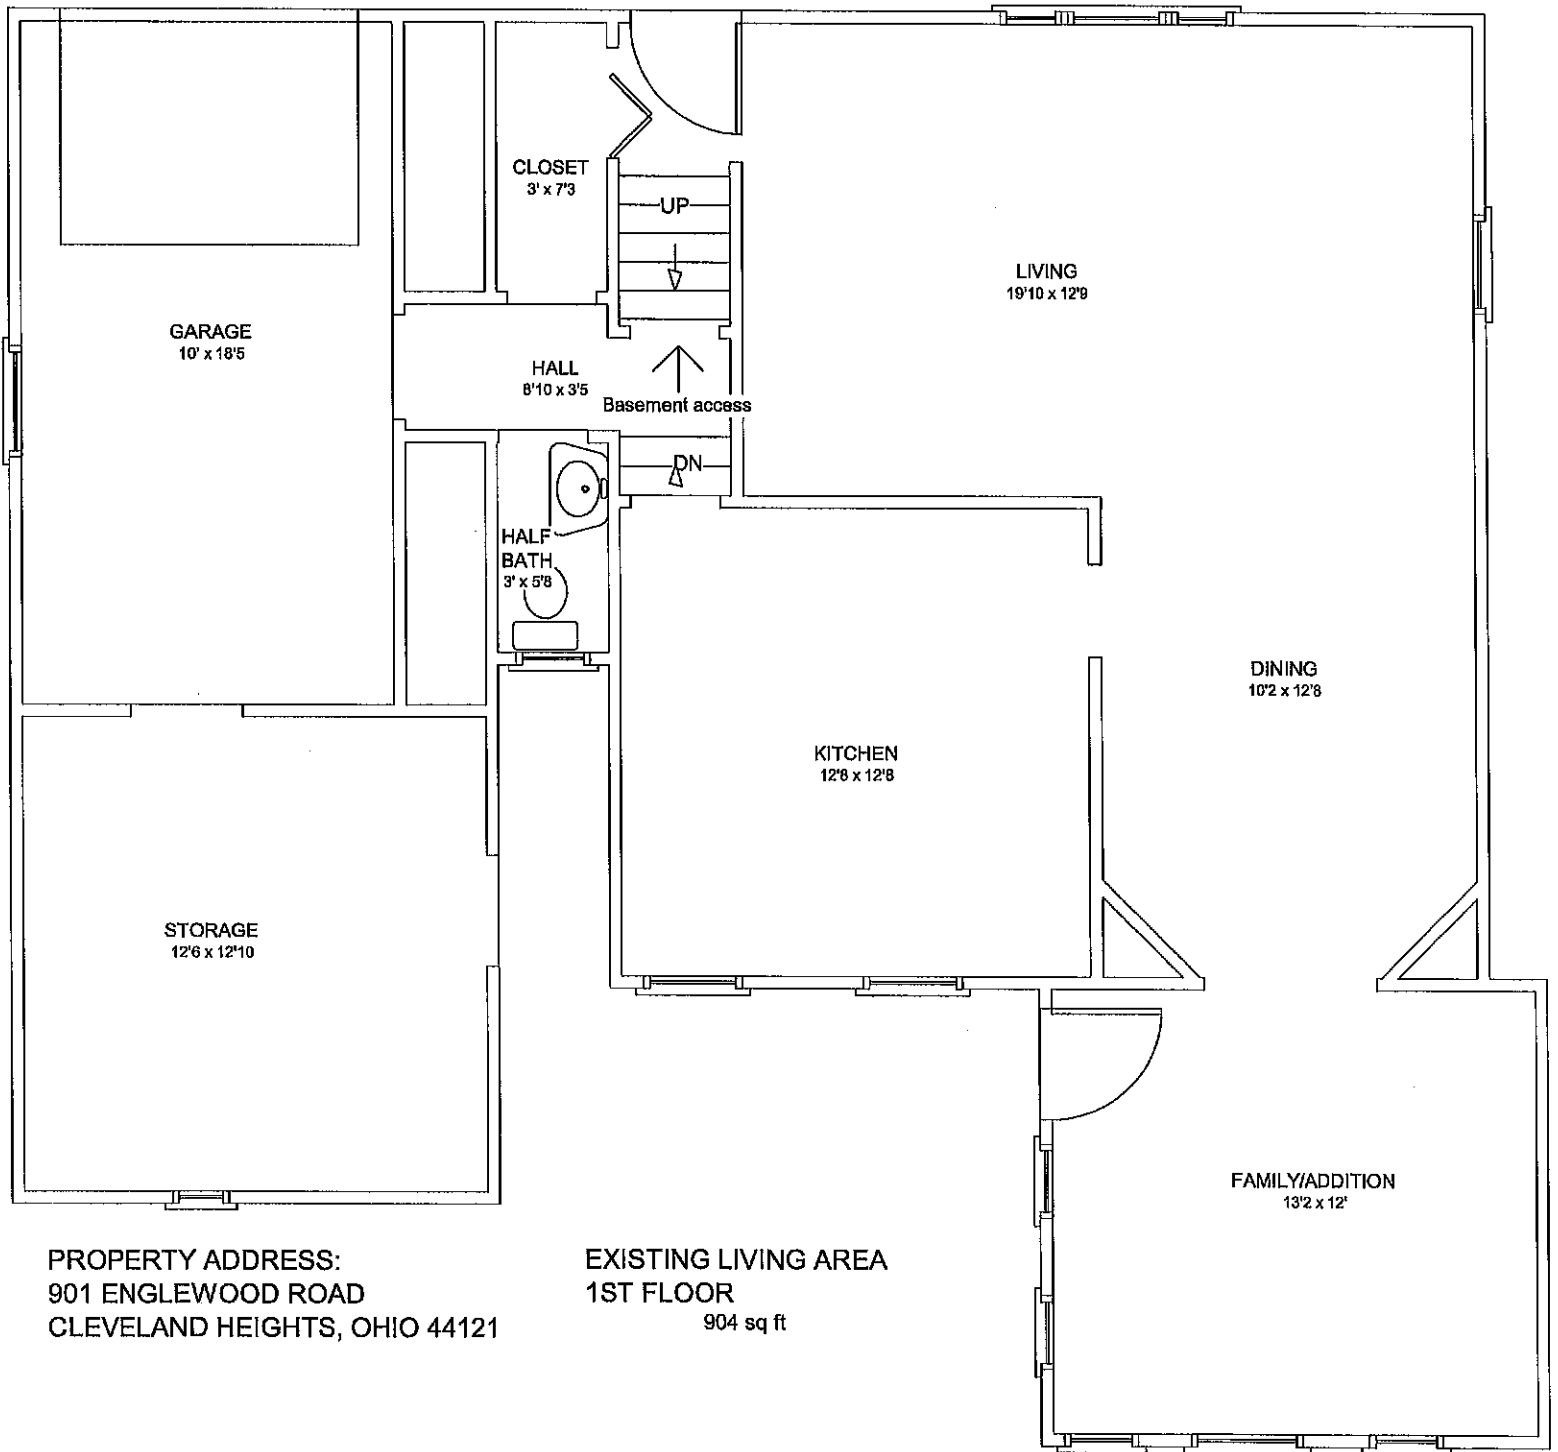 CLOSET
3' x 7'3
UP
LIVING
19'10 x 12'9
GARAGE
10' x 18'5
HALL
8'10 x 3'5
Basement access
DN
HALF
BATH
3' x 5'8
DINING
10'2 x 12'8
KITCHEN
12'8 x 12'8
STORAGE
12'6 x 12'10
FAMILY/ADDITION
13'2 x 12'
PROPERTY ADDRESS:
901 ENGLEWOOD ROAD
CLEVELAND HEIGHTS, OHIO 44121
EXISTING LIVING AREA
1ST FLOOR
904 sq ft